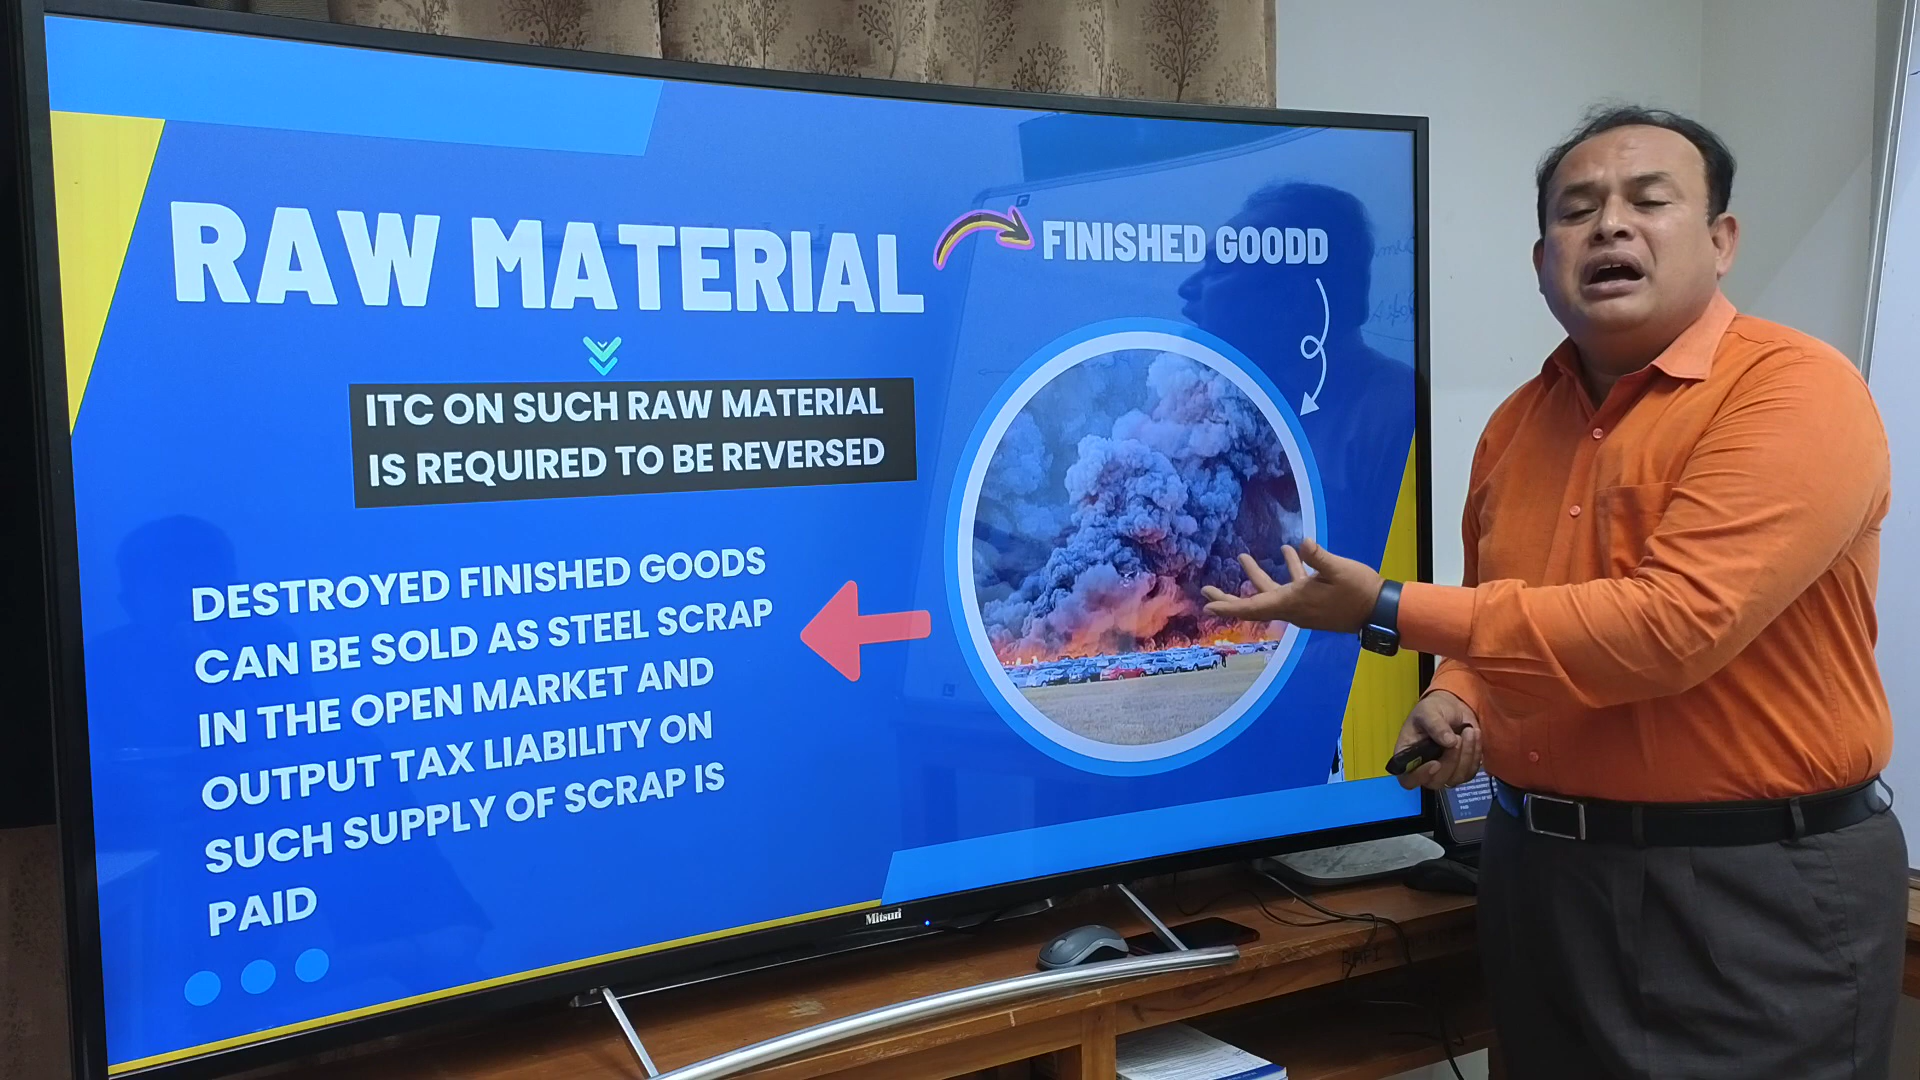 RAW MATERIAL
FINISHED GOODD
ITC ON SUCH RAW MATERIAL
IS REQUIRED TO BE REVERSED
DESTROYED FINISHED GOODS
CAN BE SOLD AS STEEL SCRAP
IN THE OPEN MARKET AND
OUTPUT TAX LIABILITY ON
SUCH SUPPLY OF SCRAP IS
PAID
Mitsun